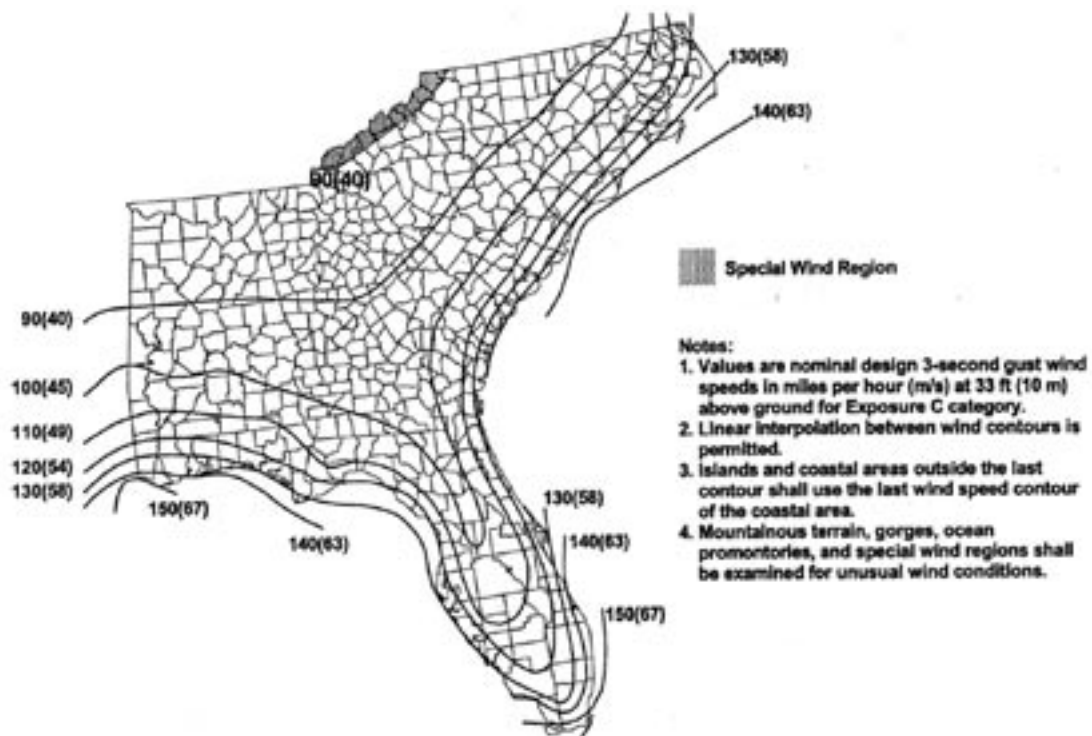 130(58)
140(63)
90(40)
Special Wind Region
90(40)
100(45)
110(49)
120(54)
130(58)
150(67)
140(63)
130(58)
140(63)
150(67)
Notes:
1. Values are nominal design 3-second gust wind
speeds in miles per hour (m/s) at 33 ft (10 m)
above ground for Exposure C category.
2. Linear interpolation between wind contours is
permitted.
3. Islands and coastal areas outside the last
contour shall use the last wind speed contour
of the coastal area.
4. Mountainous terrain, gorges, ocean
promontories, and special wind regions shall
be examined for unusual wind conditions.